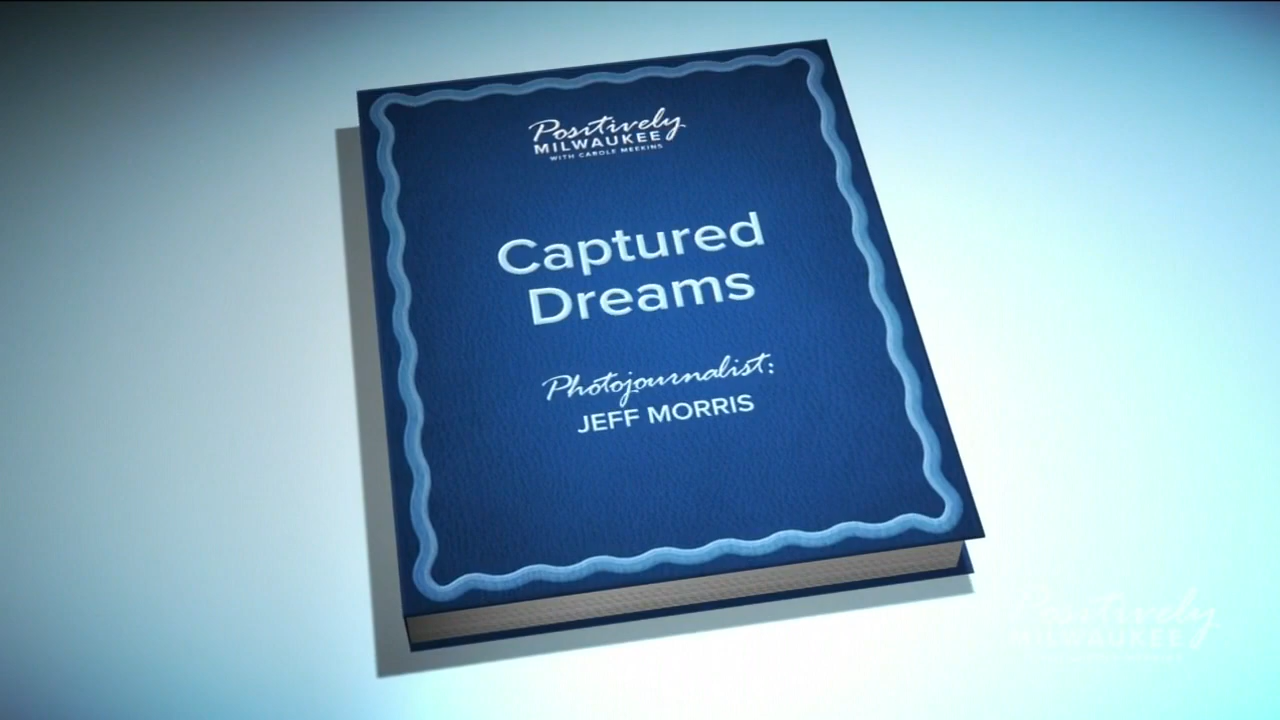 Positively
MILWAUKEE
WITH CAROLE MEEKINS
Captured
Dreams
Photojournalist:
JEFF MORRIS
Positively
MILWAUKEE